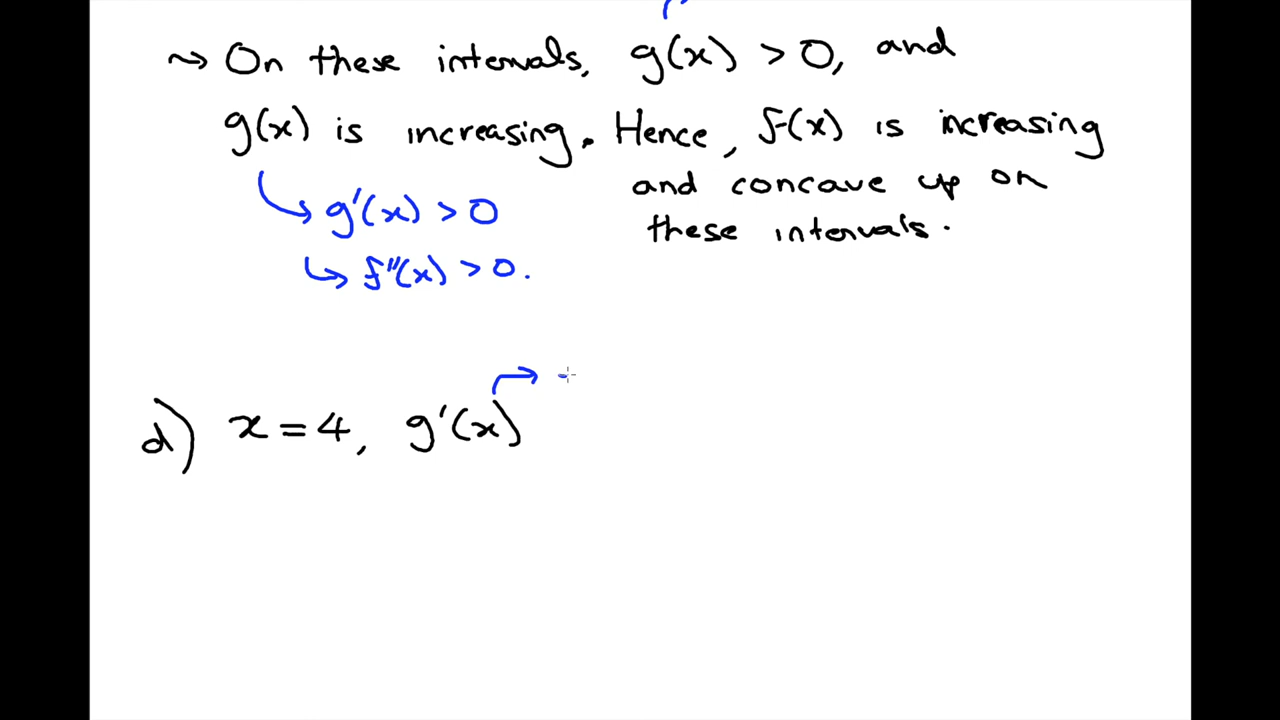 ⤳ On these intervals, g(x) > 0, and
g(x) is increasing. Hence, f(x) is increasing
and concave up on
these intervals.
↳ g'(x) > 0
↳ f''(x) > 0.
d) x = 4, g'(x)